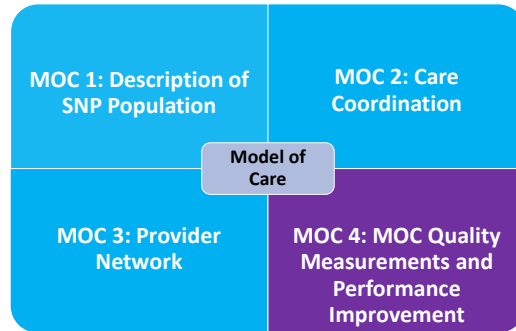 MOC 1: Description of
SNP Population
MOC 2: Care
Coordination
Model of
Care
MOC 3: Provider
Network
MOC 4: MOC Quality
Measurements and
Performance
Improvement